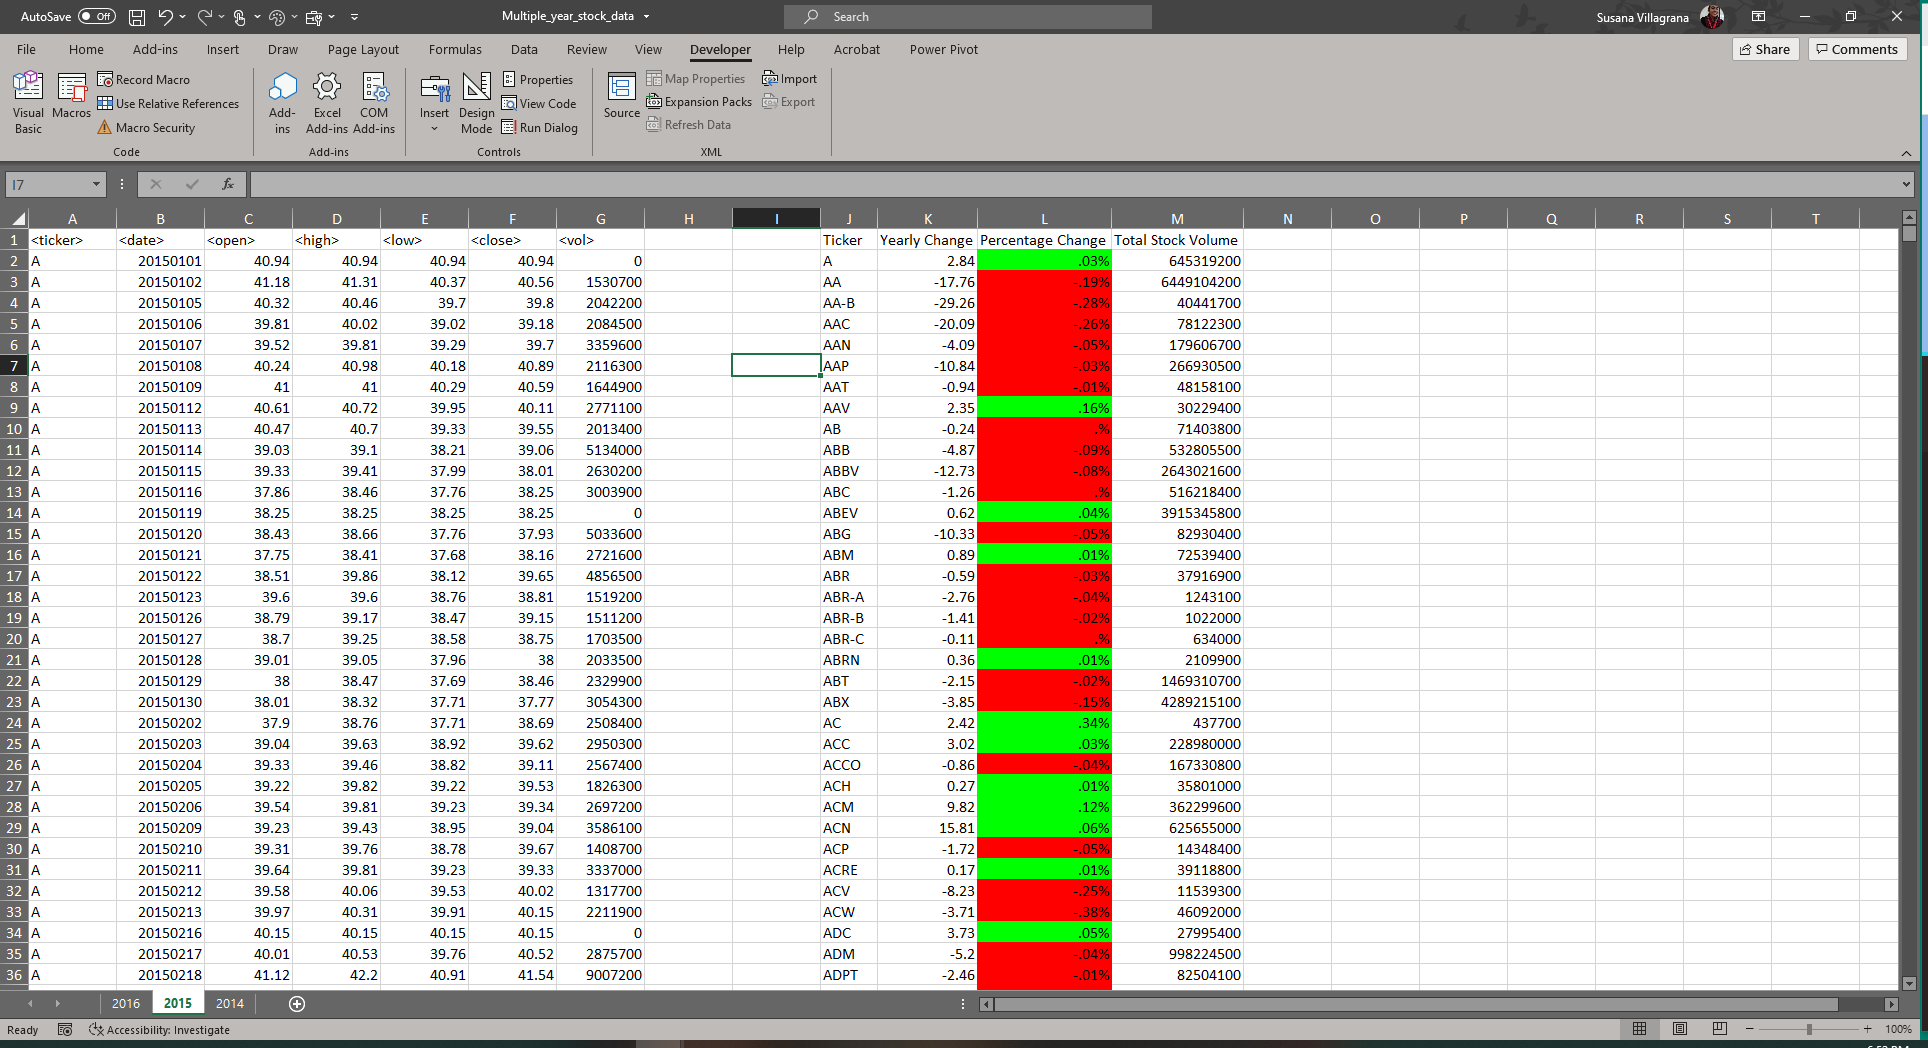 AutoSave Off Multiple_year_stock_data Search Susana Villagrana
File Home Add-ins Insert Draw Page Layout Formulas Data Review View Developer Help Acrobat Power Pivot Share Comments
Visual Basic
Macros
Record Macro
Use Relative References
Macro Security
Code
Add-ins
Excel Add-ins
COM Add-ins
Add-ins
Insert
Design Mode
Properties
View Code
Run Dialog
Controls
Source
Map Properties
Expansion Packs
Refresh Data
Import
Export
XML
I7 fx
A B C D E F G H I J K L M N O P Q R S T
1 <ticker> <date> <open> <high> <low> <close> <vol> Ticker Yearly Change Percentage Change Total Stock Volume
2 A 20150101 40.94 40.94 40.94 40.94 0 A 2.84 .03% 645319200
3 A 20150102 41.18 41.31 40.37 40.56 1530700 AA -17.76 -.19% 6449104200
4 A 20150105 40.32 40.46 39.7 39.8 2042200 AA-B -29.26 -.28% 40441700
5 A 20150106 39.81 40.02 39.02 39.18 2084500 AAC -20.09 -.26% 78122300
6 A 20150107 39.52 39.81 39.29 39.7 3359600 AAN -4.09 -.05% 179606700
7 A 20150108 40.24 40.98 40.18 40.89 2116300 AAP -10.84 -.03% 266930500
8 A 20150109 41 41 40.29 40.59 1644900 AAT -0.94 -.01% 48158100
9 A 20150112 40.61 40.72 39.95 40.11 2771100 AAV 2.35 .16% 30229400
10 A 20150113 40.47 40.7 39.33 39.55 2013400 AB -0.24 .% 71403800
11 A 20150114 39.03 39.1 38.21 39.06 5134000 ABB -4.87 -.09% 532805500
12 A 20150115 39.33 39.41 37.99 38.01 2630200 ABBV -12.73 -.08% 2643021600
13 A 20150116 37.86 38.46 37.76 38.25 3003900 ABC -1.26 .% 516218400
14 A 20150119 38.25 38.25 38.25 38.25 0 ABEV 0.62 .04% 3915345800
15 A 20150120 38.43 38.66 37.76 37.93 5033600 ABG -10.33 -.05% 82930400
16 A 20150121 37.75 38.41 37.68 38.16 2721600 ABM 0.89 .01% 72539400
17 A 20150122 38.51 39.86 38.12 39.65 4856500 ABR -0.59 -.03% 37916900
18 A 20150123 39.6 39.6 38.76 38.81 1519200 ABR-A -2.76 -.04% 1243100
19 A 20150126 38.79 39.17 38.47 39.15 1511200 ABR-B -1.41 -.02% 1022000
20 A 20150127 38.7 39.25 38.58 38.75 1703500 ABR-C -0.11 .% 634000
21 A 20150128 39.01 39.05 37.96 38 2033500 ABRN 0.36 .01% 2109900
22 A 20150129 38 38.47 37.69 38.46 2329900 ABT -2.15 -.02% 1469310700
23 A 20150130 38.01 38.32 37.71 37.77 3054300 ABX -3.85 -.15% 4289215100
24 A 20150202 37.9 38.76 37.71 38.69 2508400 AC 2.42 .34% 437700
25 A 20150203 39.04 39.63 38.92 39.62 2950300 ACC 3.02 .03% 228980000
26 A 20150204 39.33 39.46 38.82 39.11 2567400 ACCO -0.86 -.04% 167330800
27 A 20150205 39.22 39.82 39.22 39.53 1826300 ACH 0.27 .01% 35801000
28 A 20150206 39.54 39.81 39.23 39.34 2697200 ACM 9.82 .12% 362299600
29 A 20150209 39.23 39.43 38.95 39.04 3586100 ACN 15.81 .06% 625655000
30 A 20150210 39.31 39.76 38.78 39.67 1408700 ACP -1.72 -.05% 14348400
31 A 20150211 39.64 39.81 39.23 39.33 3337000 ACRE 0.17 .01% 39118800
32 A 20150212 39.58 40.06 39.53 40.02 1317700 ACV -8.23 -.25% 11539300
33 A 20150213 39.97 40.31 39.91 40.15 2211900 ACW -3.71 -.38% 46092000
34 A 20150216 40.15 40.15 40.15 40.15 0 ADC 3.73 .05% 27995400
35 A 20150217 40.01 40.53 39.76 40.52 2875700 ADM -5.2 -.04% 998224500
36 A 20150218 41.12 42.2 40.91 41.54 9007200 ADPT -2.46 -.01% 82504100
2016 2015 2014
Ready Accessibility: Investigate 100%